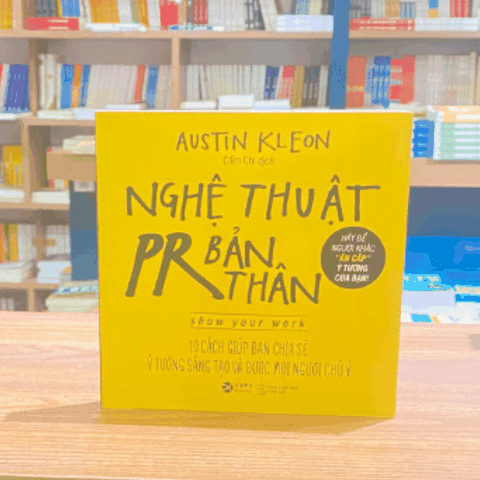 AUSTIN KLEON
Cẩm Chi dịch
NGHỆ THUẬT
PR BẢN THÂN
HÃY ĐỂ
NGƯỜI KHÁC
"ĂN CẮP"
Ý TƯỞNG
CỦA BẠN!
show your work
10 CÁCH GIÚP BẠN CHIA SẺ
Ý TƯỞNG SÁNG TẠO VÀ ĐƯỢC MỌI NGƯỜI CHÚ Ý